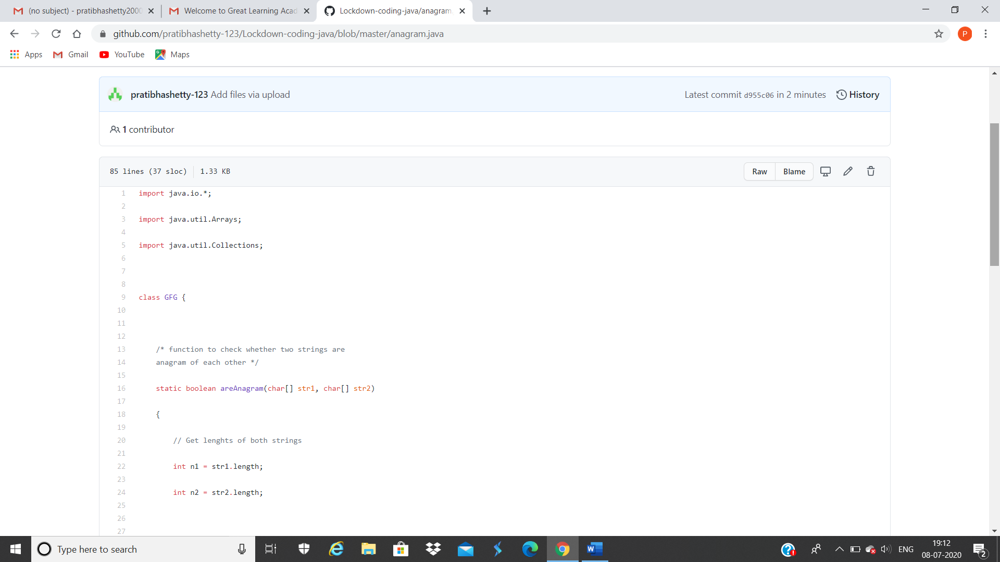 (no subject) - pratibhashetty2000
Welcome to Great Learning Acad
Lockdown-coding-java/anagram.
github.com/pratibhashetty-123/Lockdown-coding-java/blob/master/anagram.java
P
Apps
Gmail
YouTube
Maps
pratibhashetty-123 Add files via upload
Latest commit d955c06 in 2 minutes
History
1 contributor
85 lines (37 sloc) 1.33 KB
Raw
Blame
1 import java.io.*;
2
3 import java.util.Arrays;
4
5 import java.util.Collections;
6
7
8
9 class GFG {
10
11
12
13 /* function to check whether two strings are
14 anagram of each other */
15
16 static boolean areAnagram(char[] str1, char[] str2)
17
18 {
19
20 // Get lenghts of both strings
21
22 int n1 = str1.length;
23
24 int n2 = str2.length;
25
26
27
Type here to search
W
ENG
19:12
08-07-2020
2